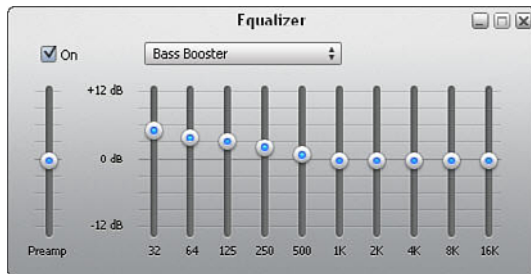 Equalizer
On
Bass Booster
+12 dB
0 dB
-12 dB
Preamp 32 64 125 250 500 1K 2K 4K 8K 16K